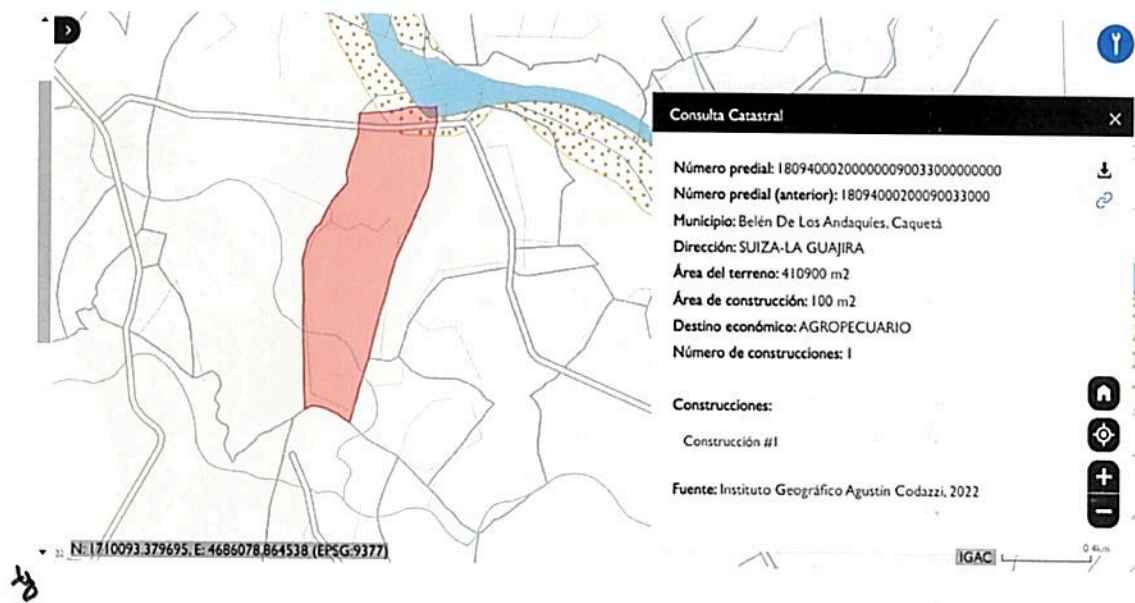 Consulta Catastral
Número predial: 180940002000000090033000000000
Número predial (anterior): 18094000200090033000
Municipio: Belén De Los Andaquíes, Caquetá
Dirección: SUIZA-LA GUAJIRA
Área del terreno: 410900 m2
Área de construcción: 100 m2
Destino económico: AGROPECUARIO
Número de construcciones: 1
Construcciones:
Construcción #1
Fuente: Instituto Geográfico Agustín Codazzi, 2022
N: 1710093.379695, E: 4686078.864538 (EPSG:9377)
IGAC
0.4km